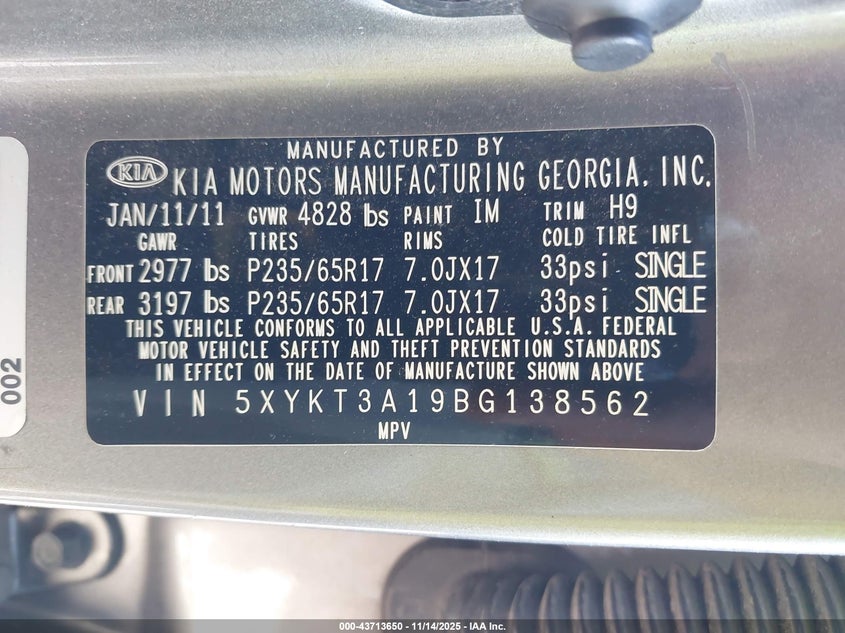 MANUFACTURED BY
KIA KIA MOTORS MANUFACTURING GEORGIA, INC.
JAN/11/11 GVWR 4828 lbs PAINT IM TRIM H9
GAWR TIRES RIMS COLD TIRE INFL
FRONT 2977 lbs P235/65R17 7.0JX17 33psi SINGLE
REAR 3197 lbs P235/65R17 7.0JX17 33psi SINGLE
THIS VEHICLE CONFORMS TO ALL APPLICABLE U.S.A. FEDERAL
MOTOR VEHICLE SAFETY AND THEFT PREVENTION STANDARDS
IN EFFECT ON THE DATE OF MANUFACTURE SHOWN ABOVE
VIN 5XYKT3A19BG138562
MPV
002
000-43713650 - 11/14/2025 - IAA Inc.